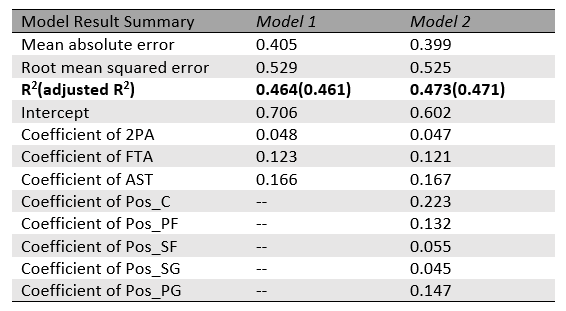 Model Result Summary Model 1 Model 2
Mean absolute error 0.405 0.399
Root mean squared error 0.529 0.525
R²(adjusted R²) 0.464(0.461) 0.473(0.471)
Intercept 0.706 0.602
Coefficient of 2PA 0.048 0.047
Coefficient of FTA 0.123 0.121
Coefficient of AST 0.166 0.167
Coefficient of Pos_C -- 0.223
Coefficient of Pos_PF -- 0.132
Coefficient of Pos_SF -- 0.055
Coefficient of Pos_SG -- 0.045
Coefficient of Pos_PG -- 0.147